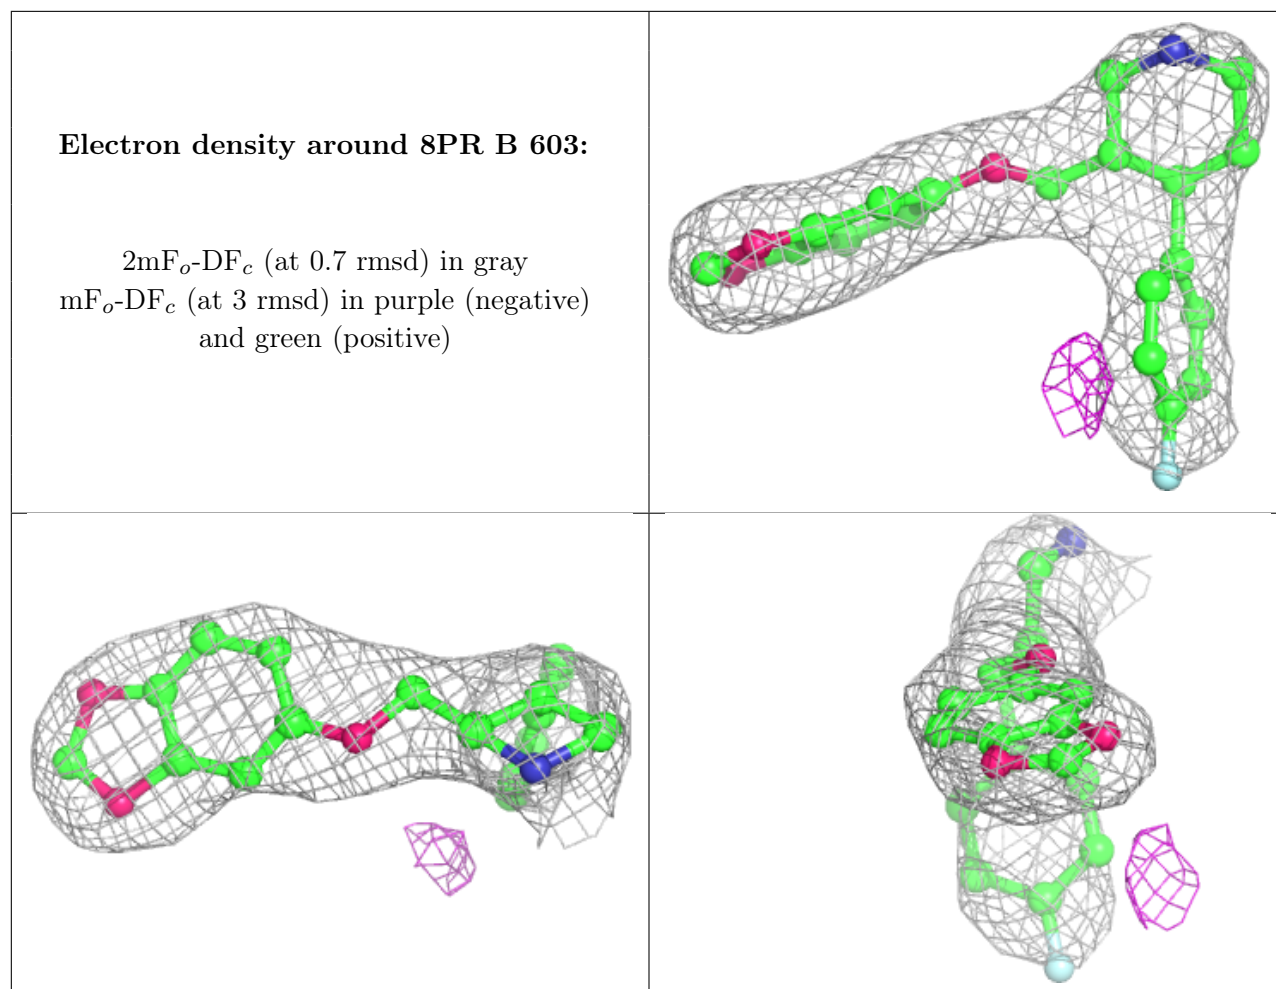 Electron density around 8PR B 603:
2mFo-DFc (at 0.7 rmsd) in gray
mFo-DFc (at 3 rmsd) in purple (negative)
and green (positive)